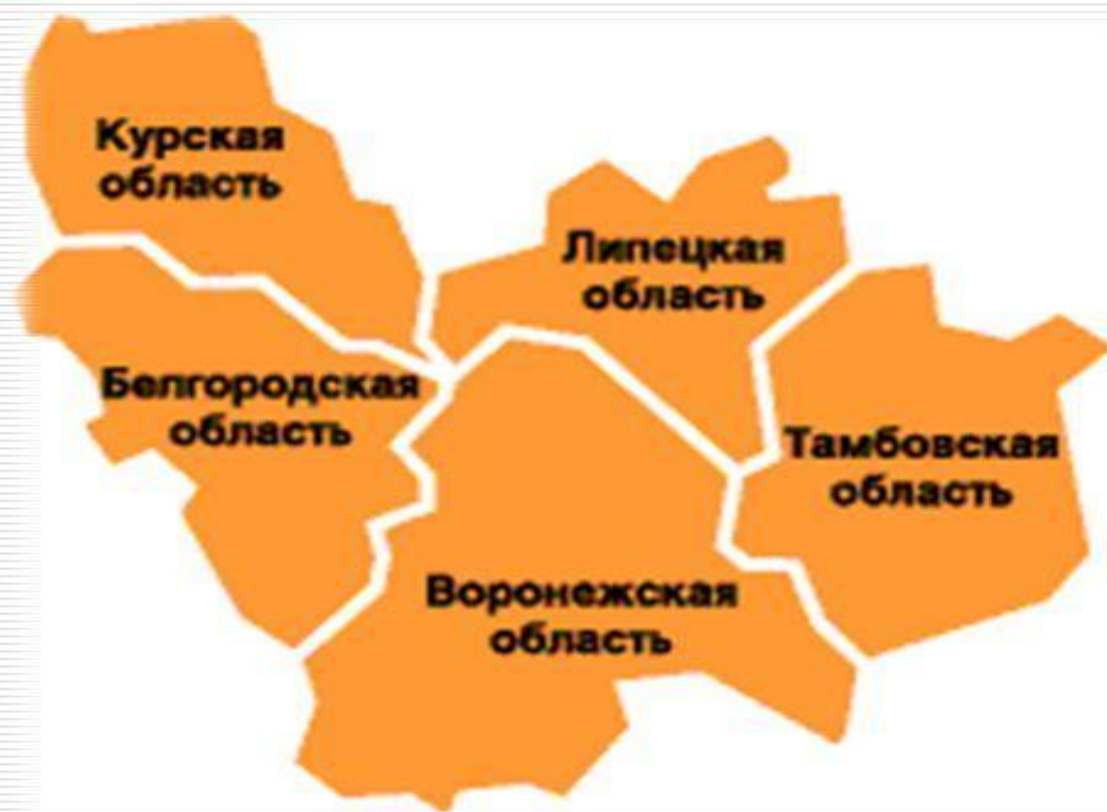 Курская
область
Липецкая
область
Белгородская
область
Тамбовская
область
Воронежская
область